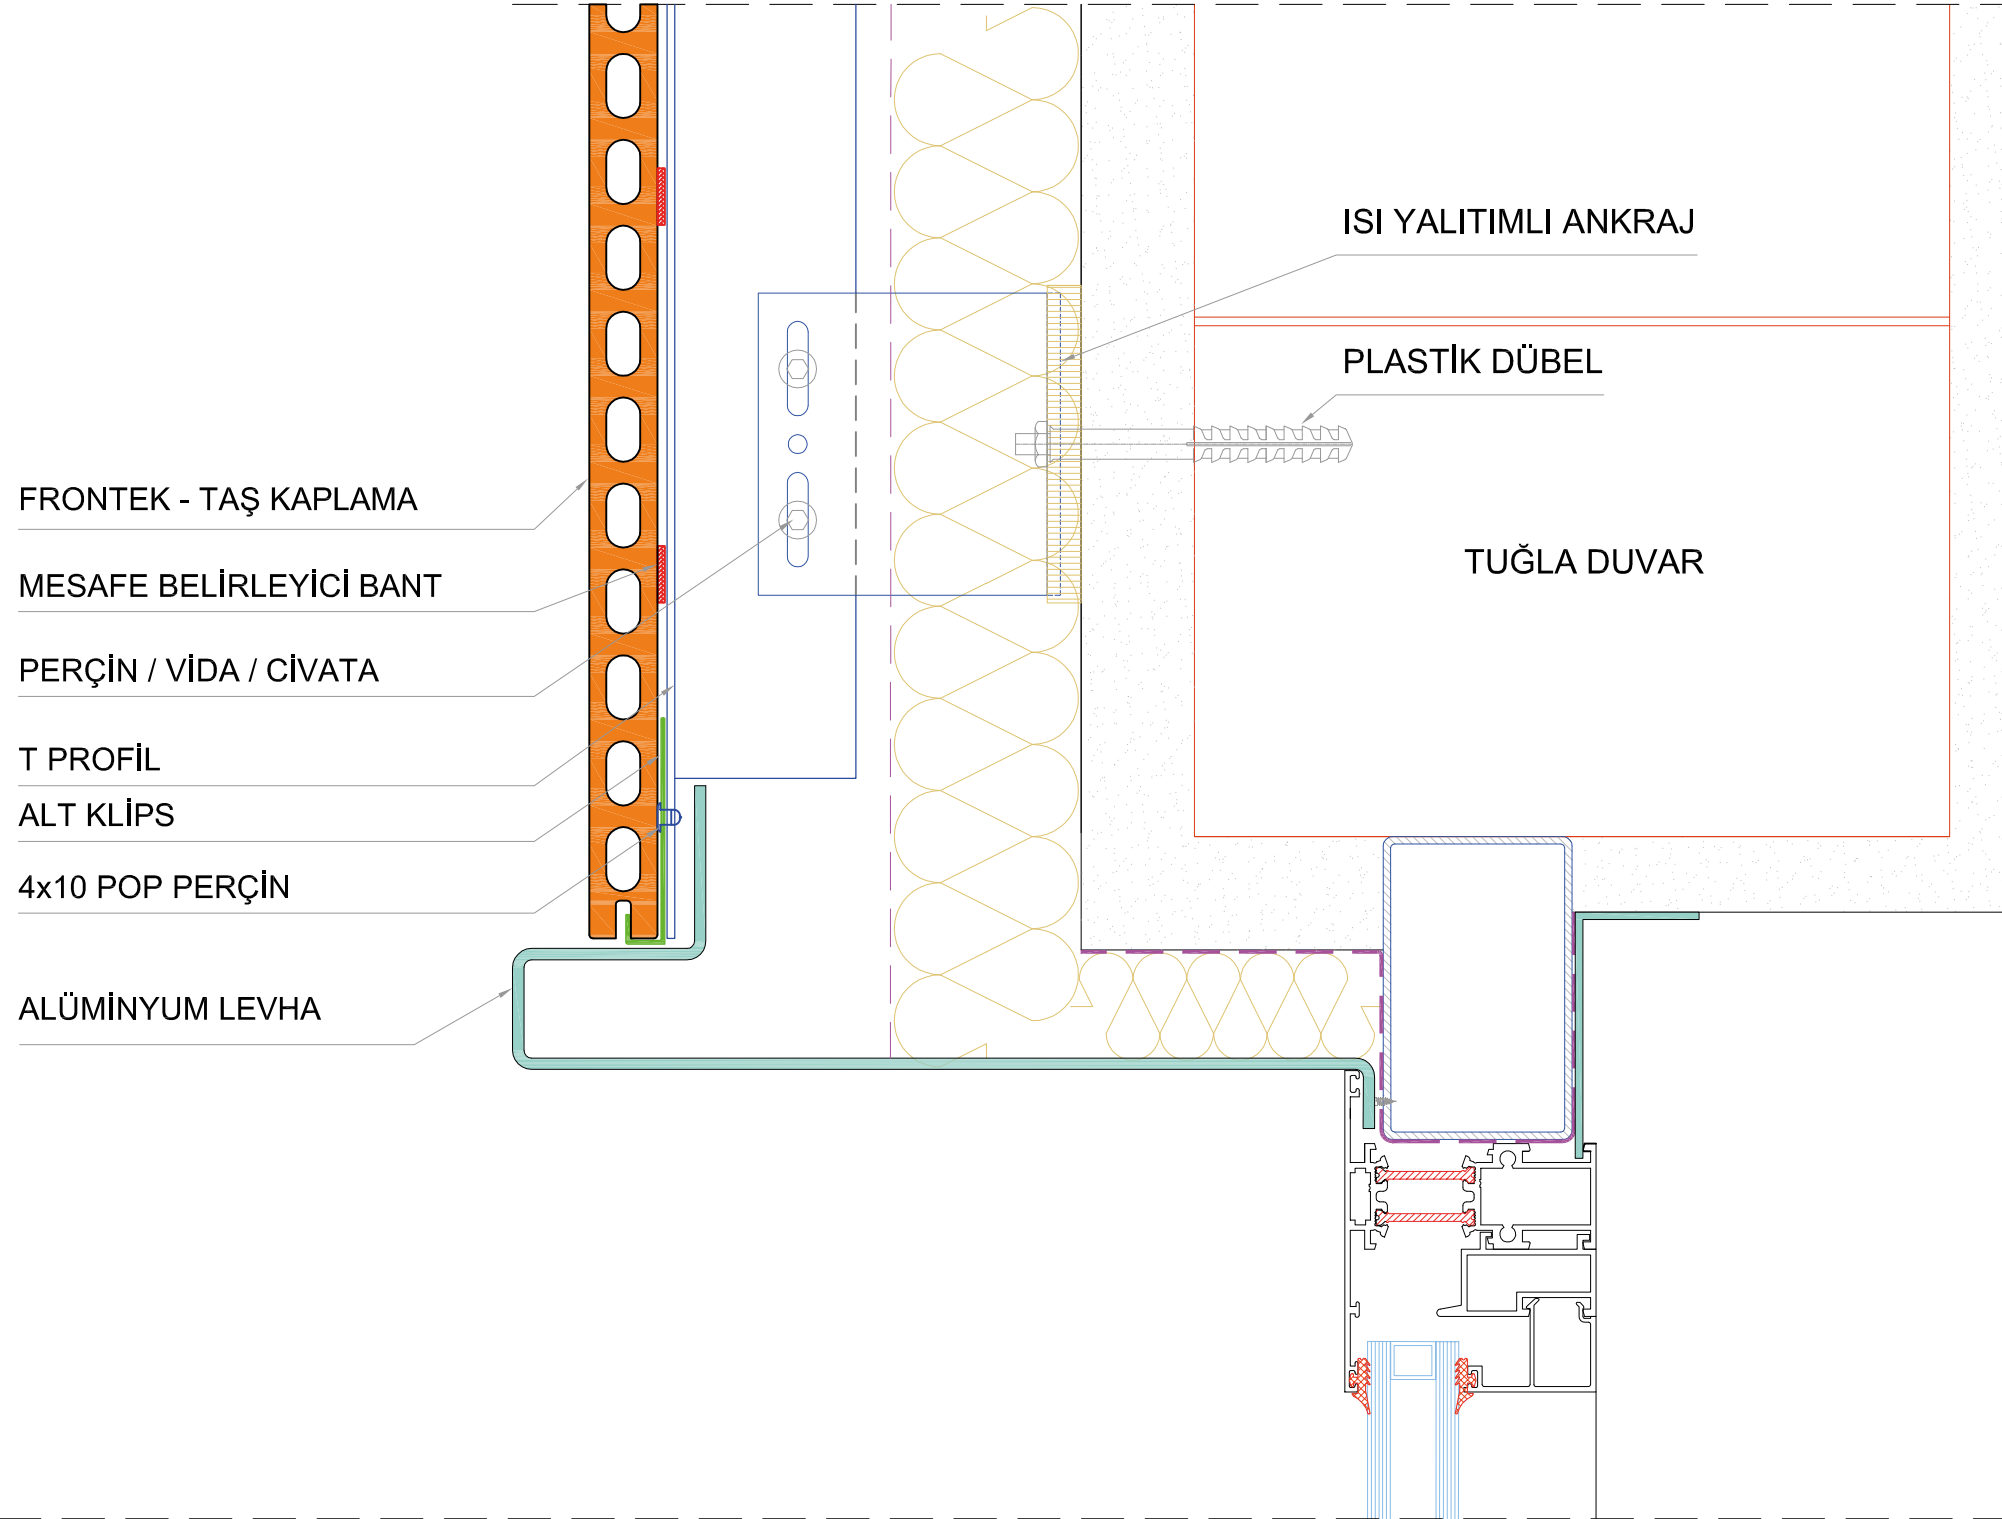 ISI YALITIMLI ANKRAJ
PLASTİK DÜBEL
FRONTEK - TAŞ KAPLAMA
TUĞLA DUVAR
MESAFE BELİRLEYİCİ BANT
PERÇİN / VİDA / CİVATA
T PROFİL
ALT KLİPS
4x10 POP PERÇİN
ALÜMİNYUM LEVHA